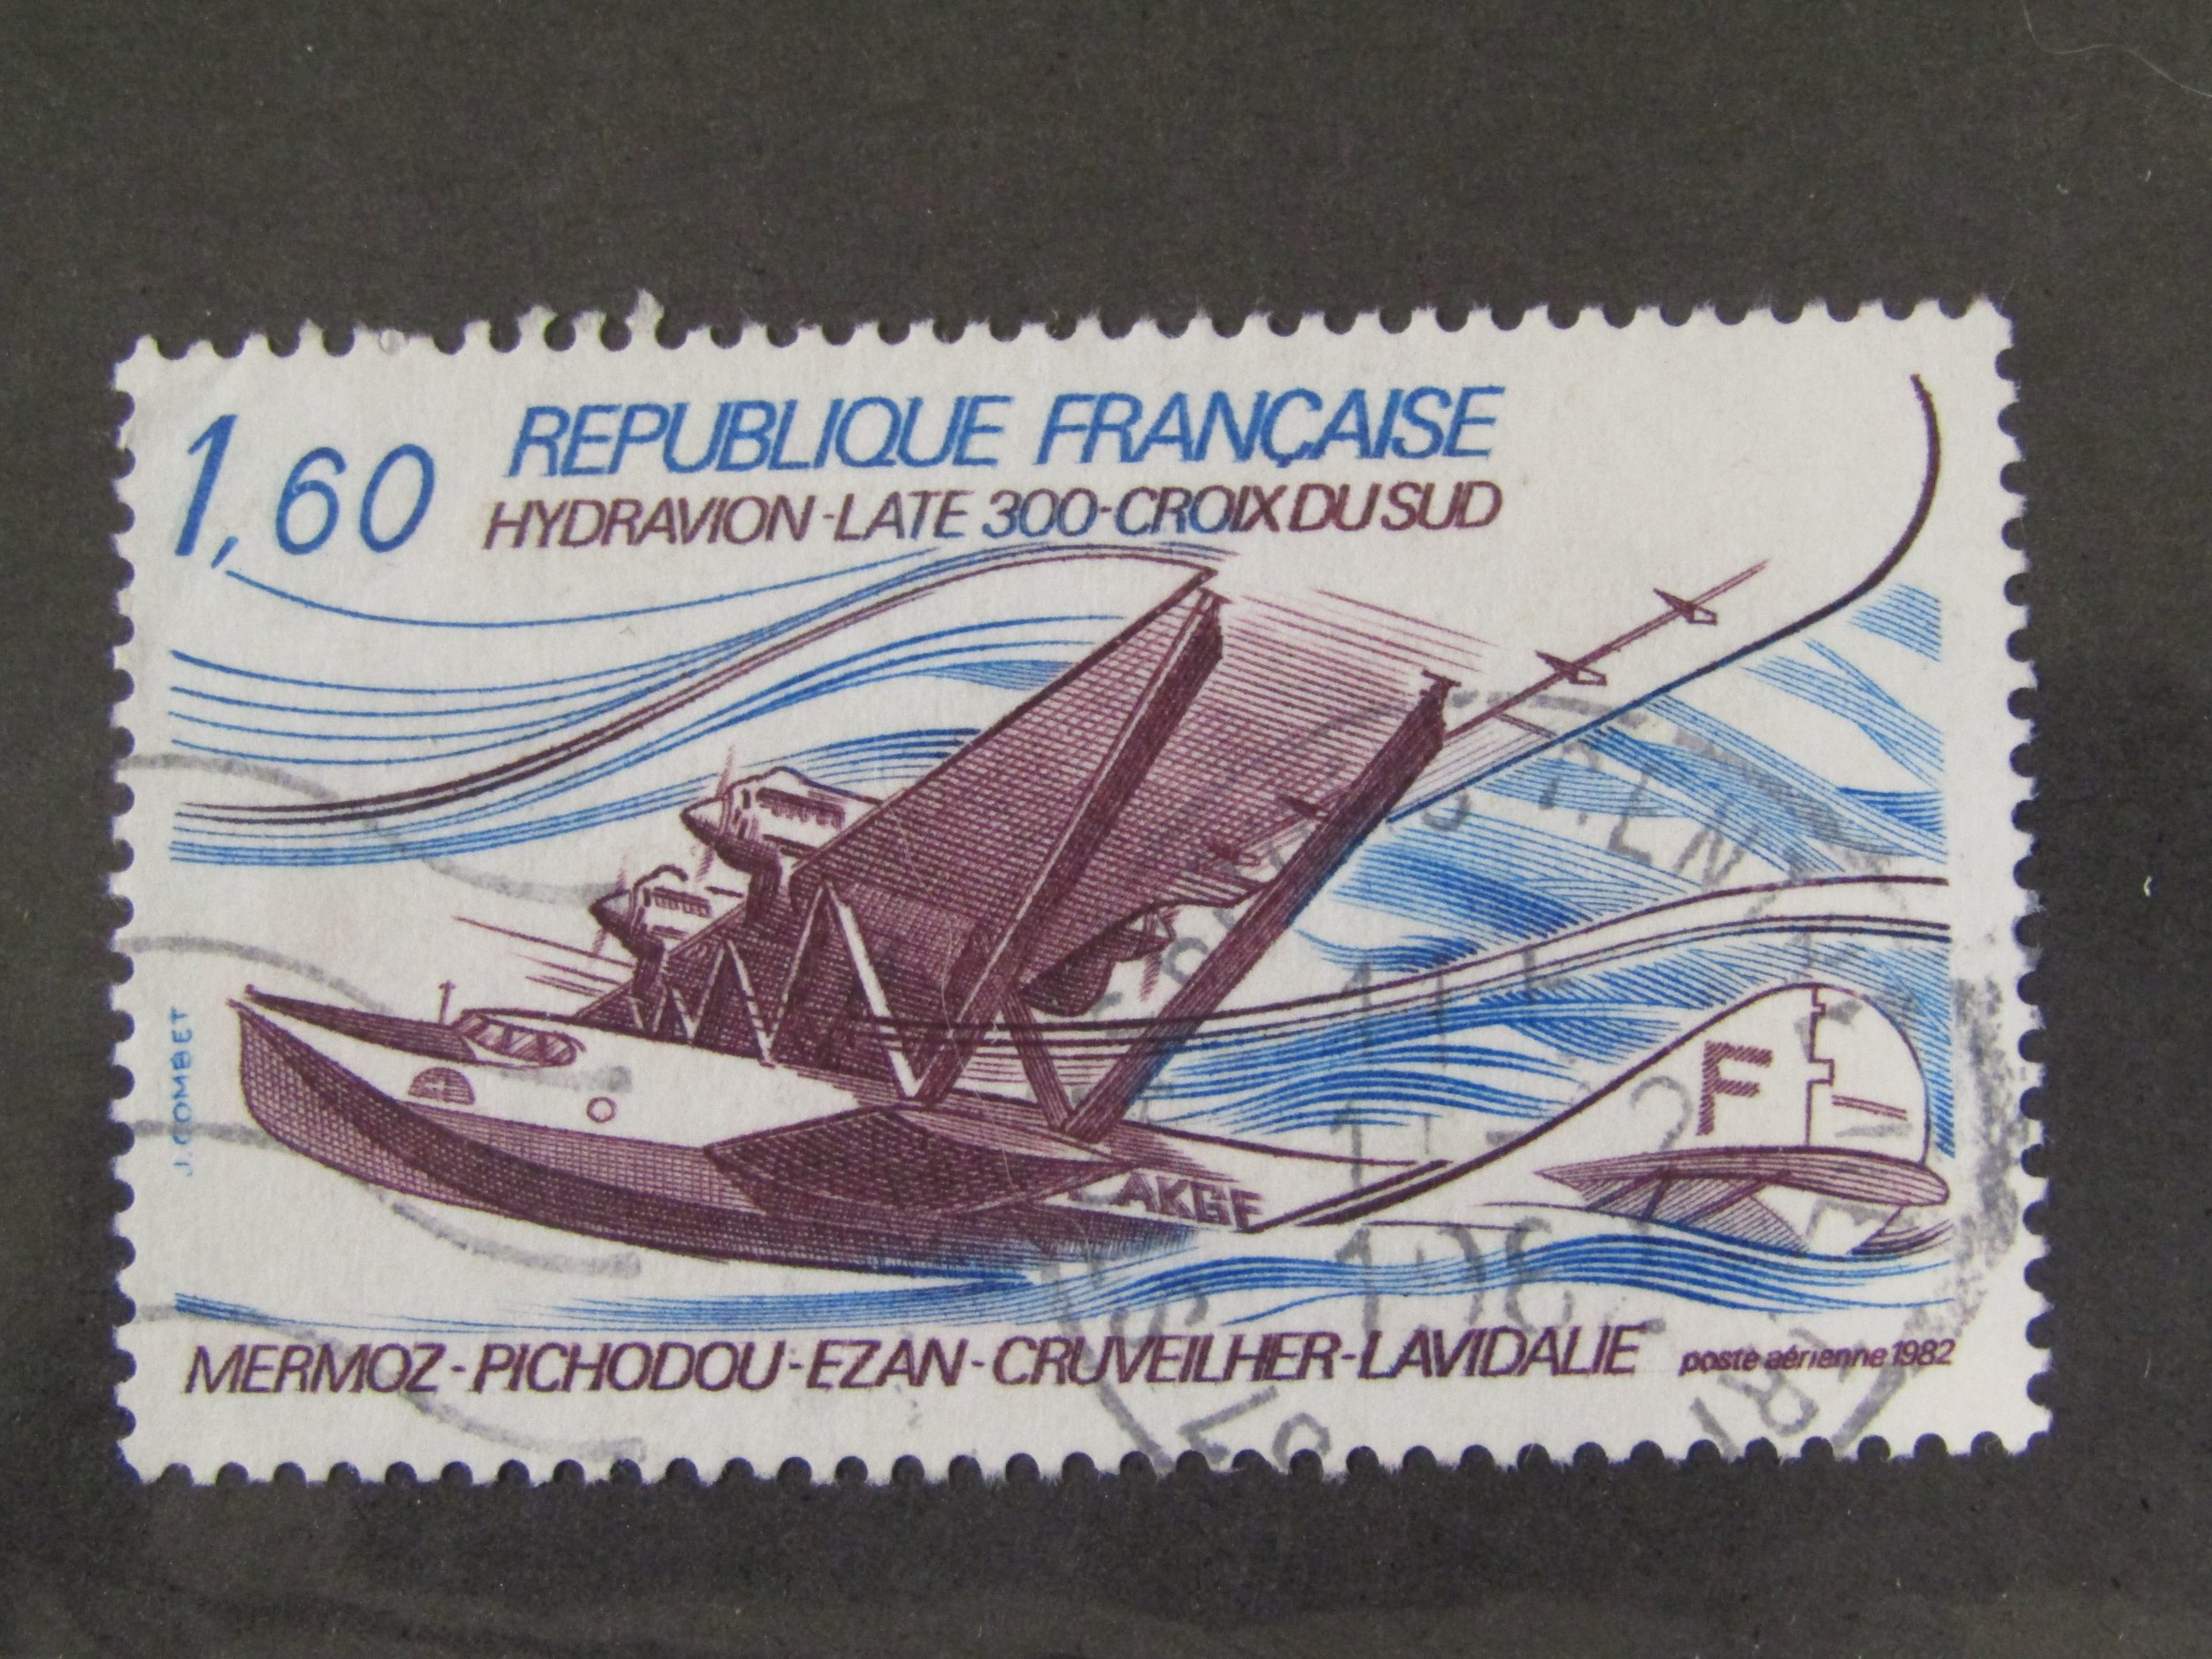 1,60
REPUBLIQUE FRANÇAISE
HYDRAVION-LATE 300-CROIX DU SUD
F
AKGF
J. COMBET
MERMOZ-PICHODOU-EZAN-CRUVEILHER-LAVIDALIE
poste aérienne 1982